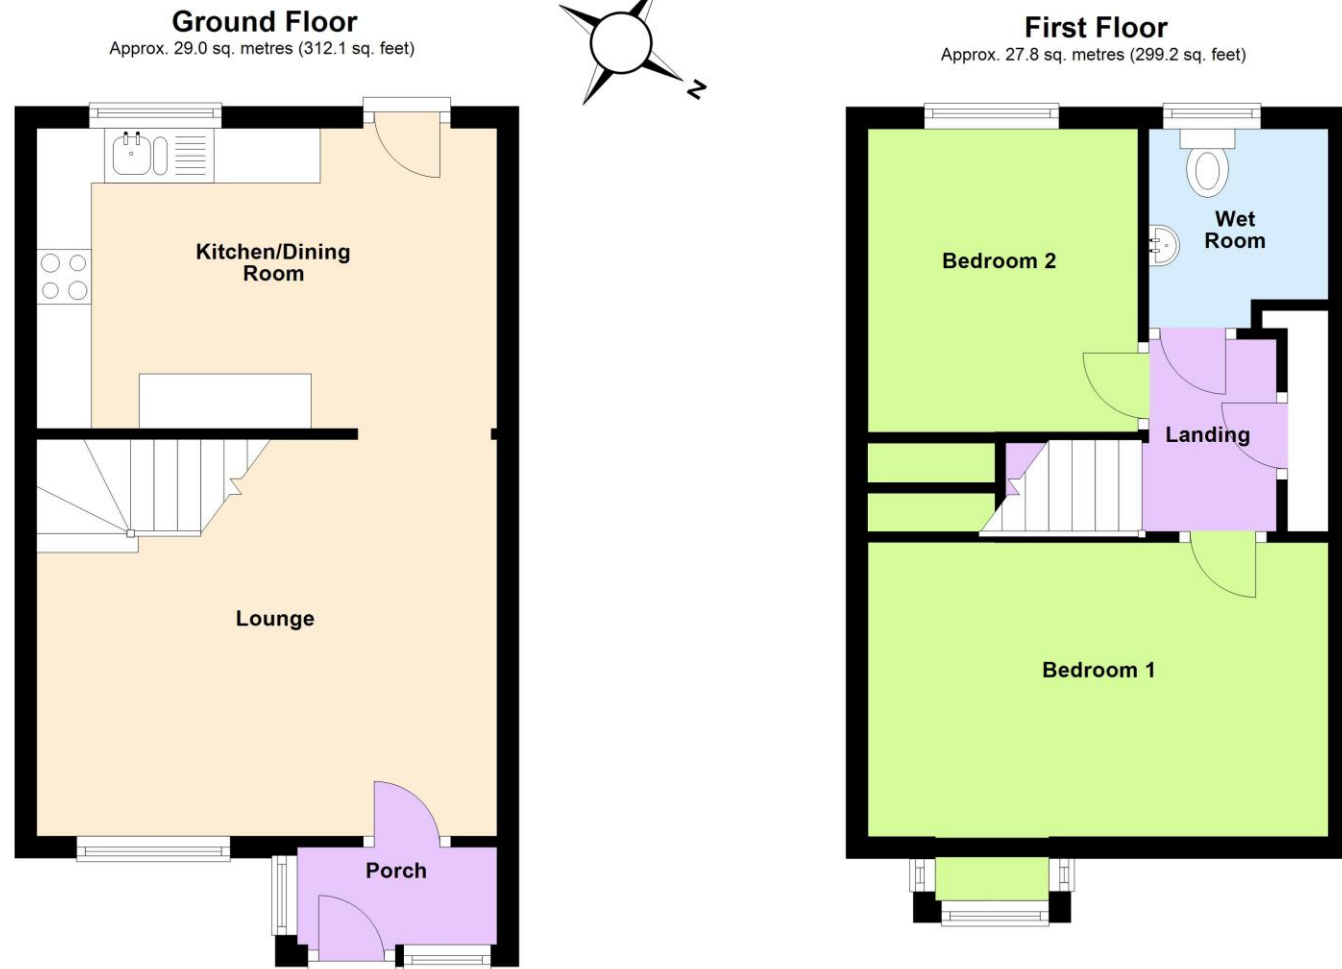 Ground Floor
Approx. 29.0 sq. metres (312.1 sq. feet)
N
First Floor
Approx. 27.8 sq. metres (299.2 sq. feet)
Kitchen/Dining
Room
Lounge
Porch
Bedroom 2
Wet
Room
Landing
Bedroom 1